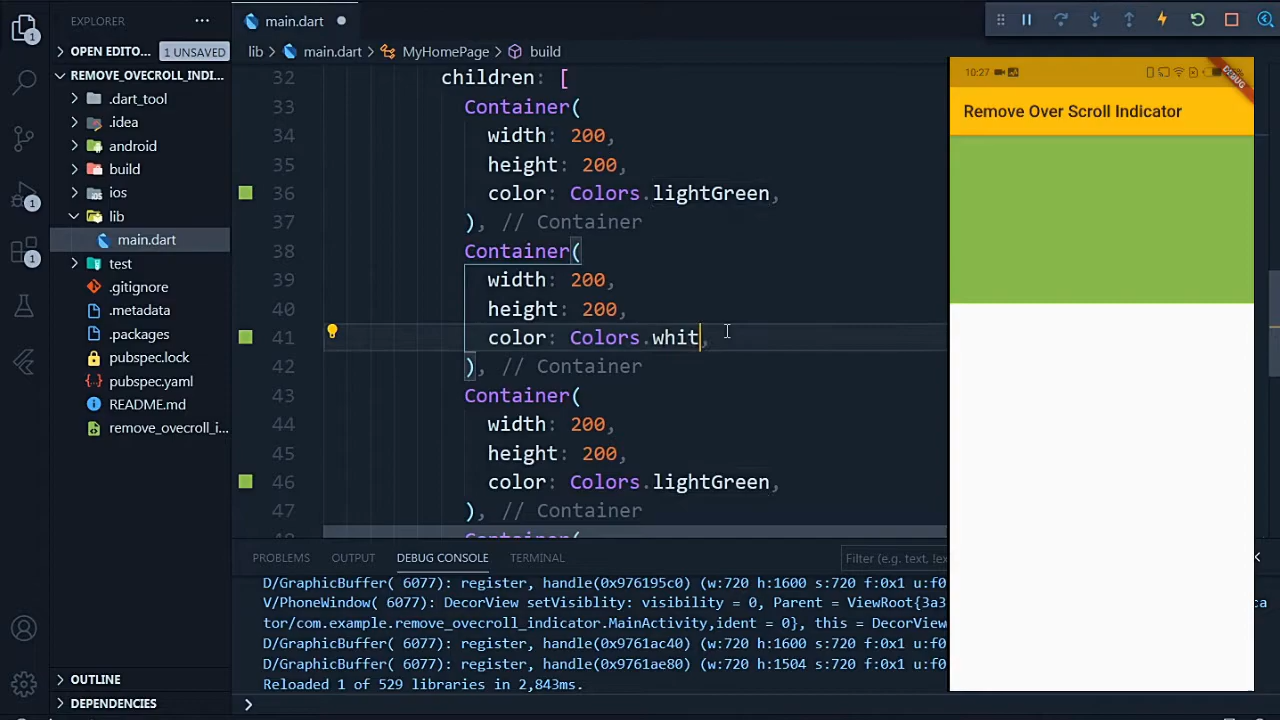 EXPLORER
OPEN EDITO... 1 UNSAVED
REMOVE_OVECROLL_INDI...
.dart_tool
.idea
android
build
ios
lib
main.dart
test
.gitignore
.metadata
.packages
pubspec.lock
pubspec.yaml
README.md
remove_ovecroll_i...
OUTLINE
DEPENDENCIES
1
1
1
main.dart
lib > main.dart > MyHomePage > build
32 children: [
33 Container(
34 width: 200,
35 height: 200,
36 color: Colors.lightGreen,
37 ), // Container
38 Container(
39 width: 200,
40 height: 200,
41 color: Colors.whit,
42 ), // Container
43 Container(
44 width: 200,
45 height: 200,
46 color: Colors.lightGreen,
47 ), // Container
PROBLEMS OUTPUT DEBUG CONSOLE TERMINAL Filter (e.g. text, !ex
D/GraphicBuffer( 6077): register, handle(0x976195c0) (w:720 h:1600 s:720 f:0x1 u:f0
V/PhoneWindow( 6077): DecorView setVisiblity: visibility = 0, Parent = ViewRoot{3a3 ca
tor/com.example.remove_ovecroll_indicator.MainActivity,ident = 0}, this = DecorView
D/GraphicBuffer( 6077): register, handle(0x9761ac40) (w:720 h:1600 s:720 f:0x1 u:f0
D/GraphicBuffer( 6077): register, handle(0x9761ae80) (w:720 h:1504 s:720 f:0x1 u:f0
Reloaded 1 of 529 libraries in 2,843ms.
>
10:27
DEBUG
Remove Over Scroll Indicator